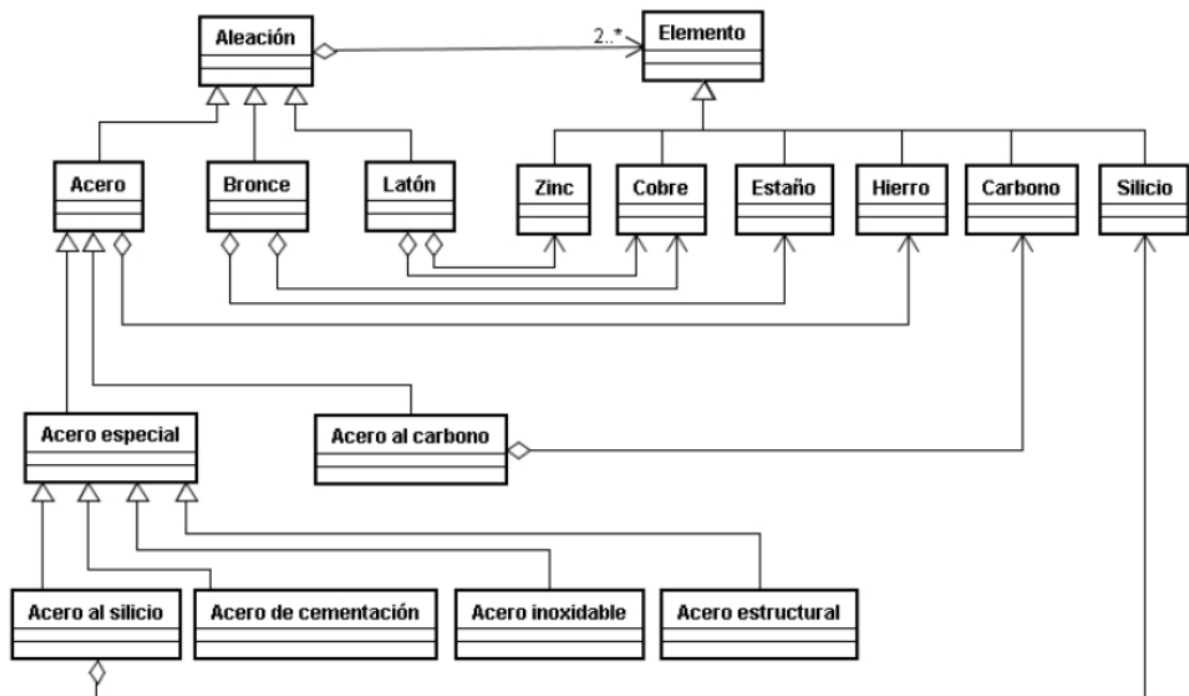 Aleación
2..*
Elemento
Acero
Bronce
Latón
Zinc
Cobre
Estaño
Hierro
Carbono
Silicio
Acero especial
Acero al carbono
Acero al silicio
Acero de cementación
Acero inoxidable
Acero estructural